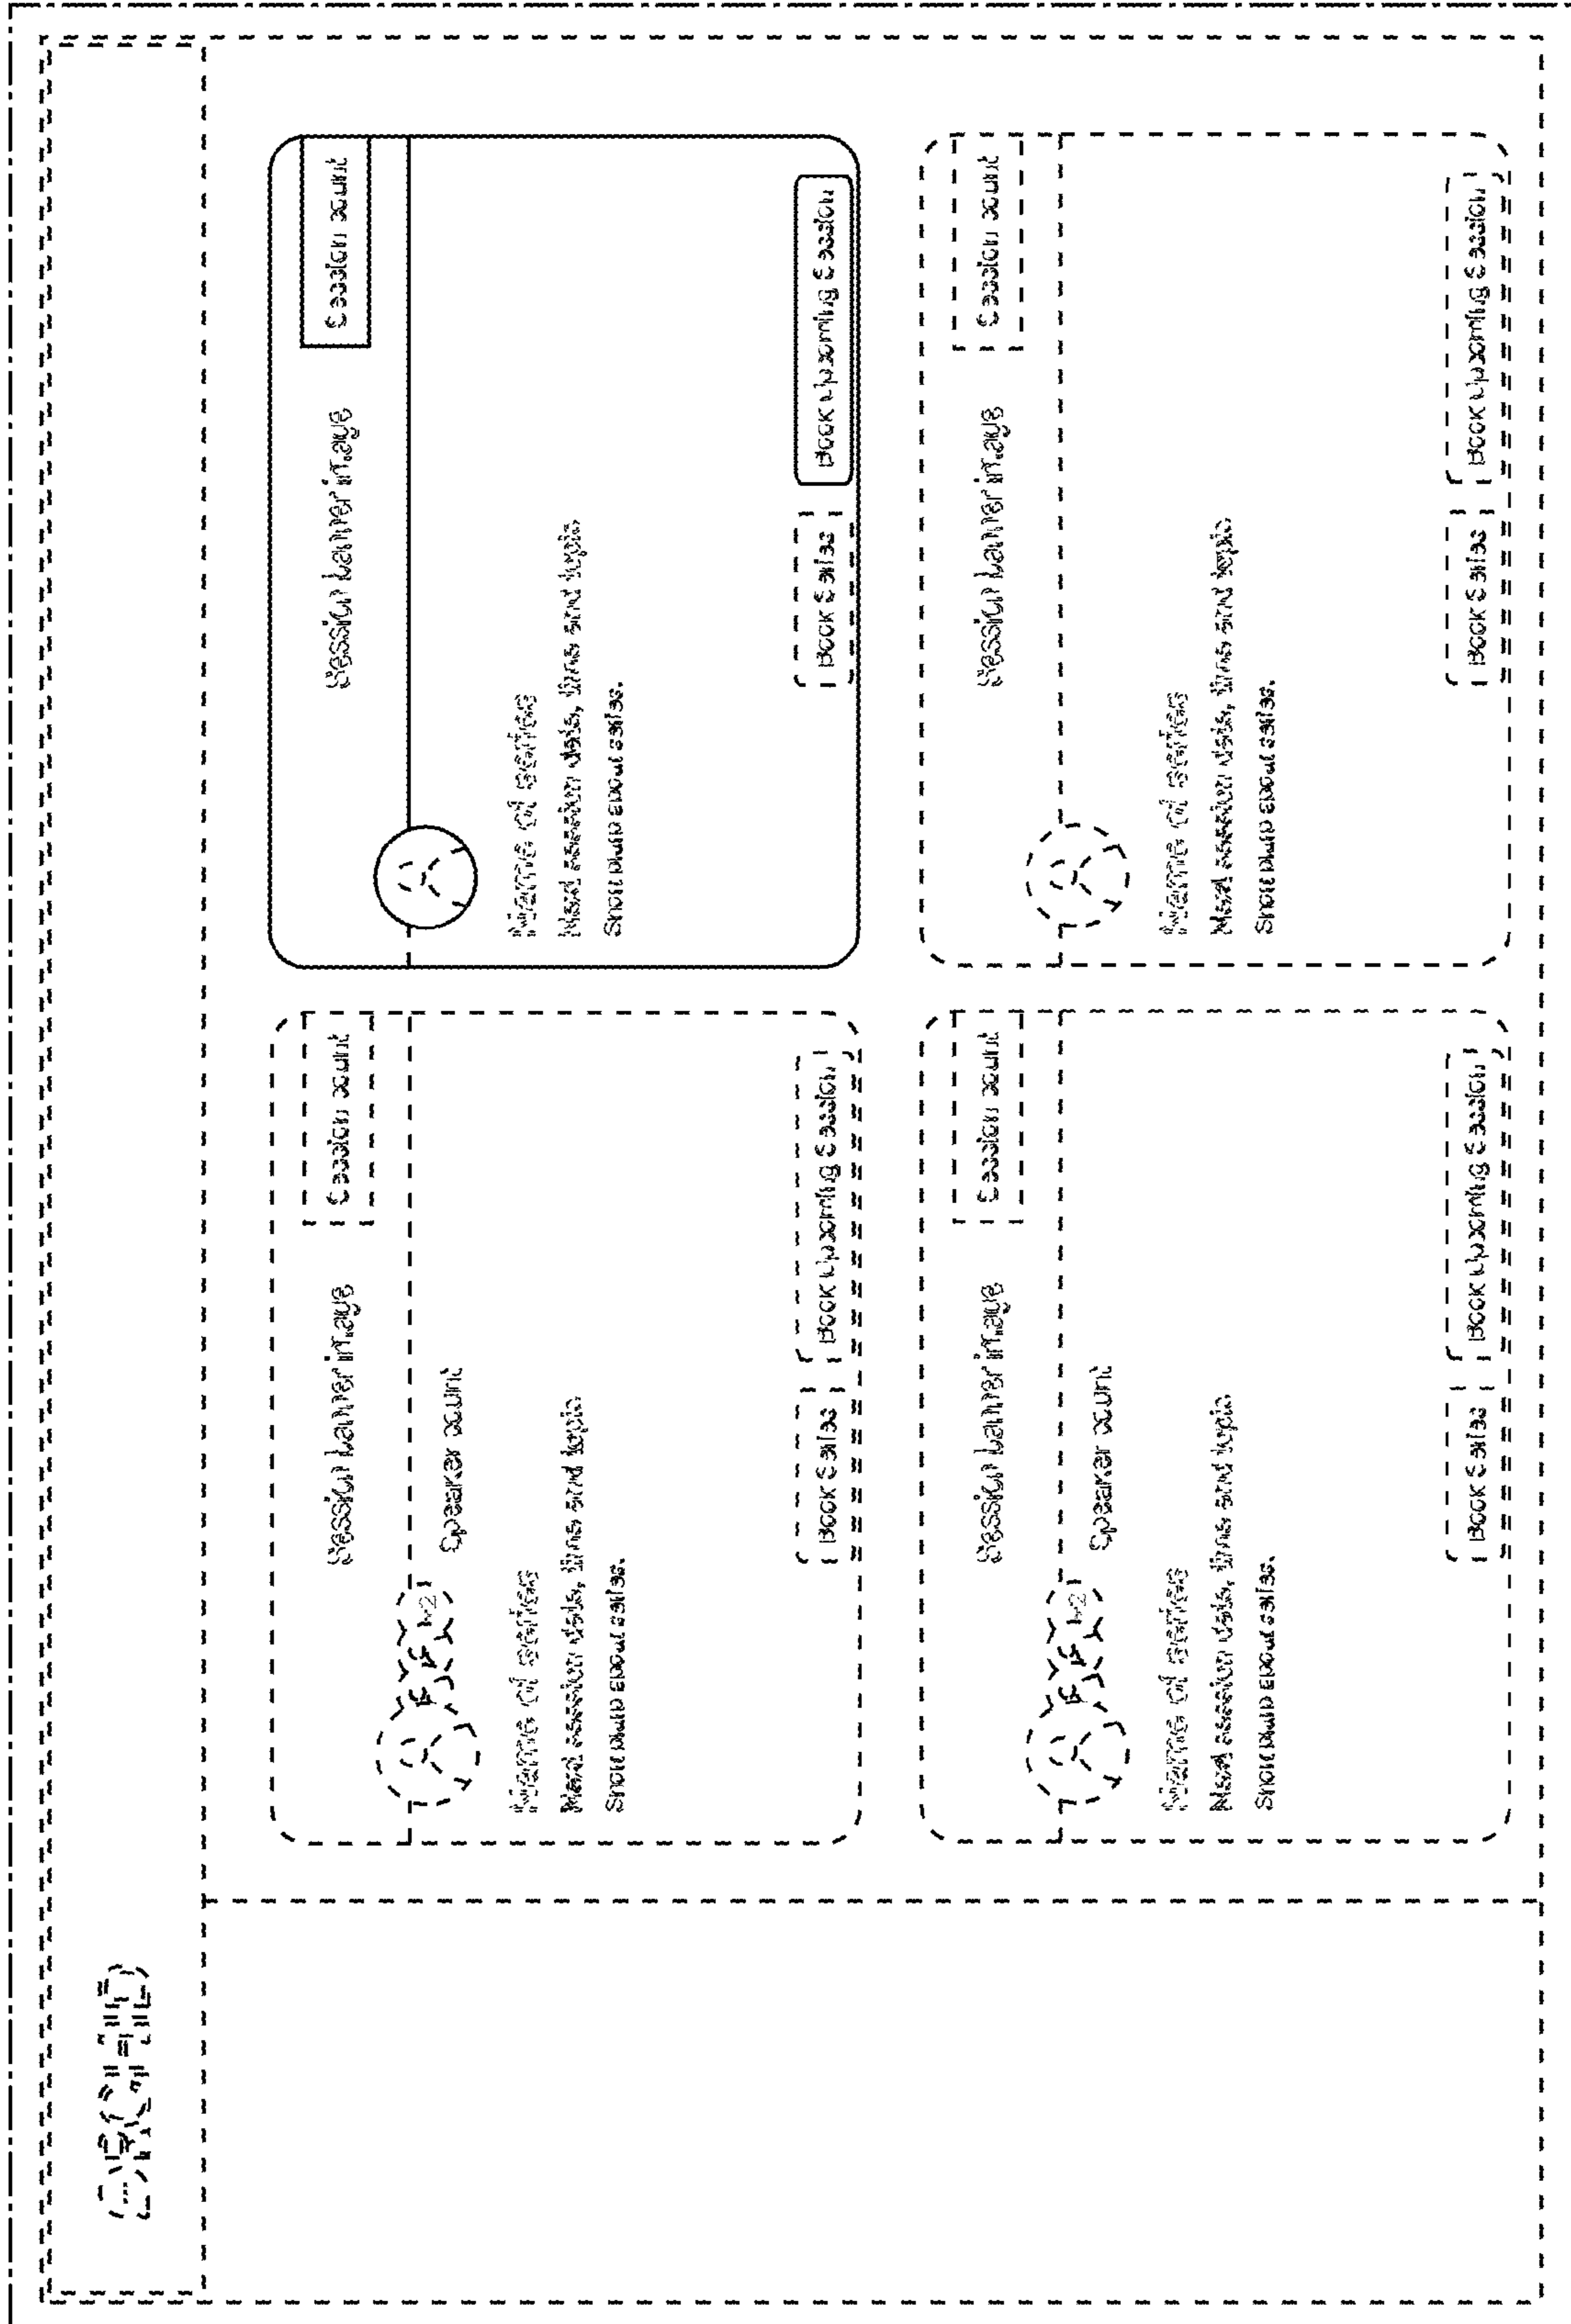 Session banner image
Session count
+2
Speaker count
Name of series
Next session date, time and topic
Short blurb about series.
Book Series
Book Upcoming Session
Session banner image
Session count
Name of series
Next session date, time and topic
Short blurb about series.
Book Series
Book Upcoming Session
Session banner image
Session count
+2
Speaker count
Name of series
Next session date, time and topic
Short blurb about series.
Book Series
Book Upcoming Session
Session banner image
Session count
Name of series
Next session date, time and topic
Short blurb about series.
Book Series
Book Upcoming Session